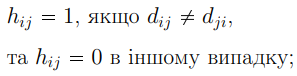 h_{ij} = 1, якщо d_{ij} ≠ d_{ji},
та h_{ij} = 0 в іншому випадку;